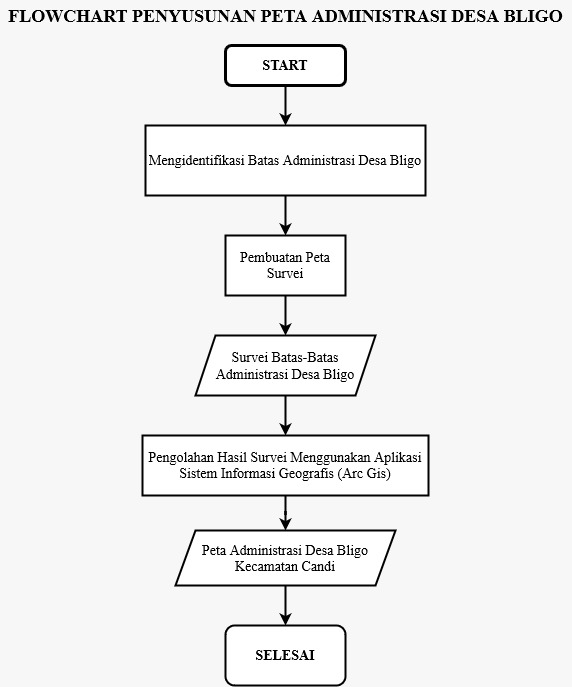 FLOWCHART PENYUSUNAN PETA ADMINISTRASI DESA BLIGO
START
Mengidentifikasi Batas Administrasi Desa Bligo
Pembuatan Peta
Survei
Survei Batas-Batas
Administrasi Desa Bligo
Pengolahan Hasil Survei Menggunakan Aplikasi
Sistem Informasi Geografis (Arc Gis)
Peta Administrasi Desa Bligo
Kecamatan Candi
SELESAI